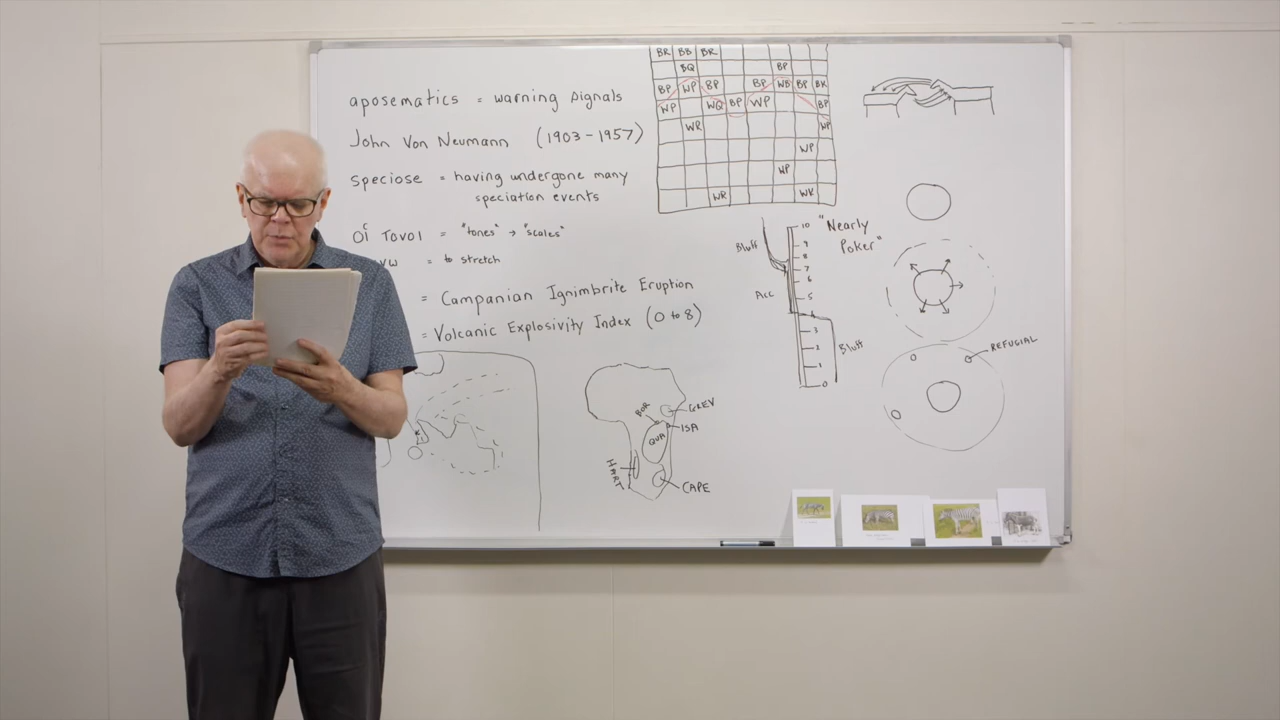 aposematics = warning signals
John Von Neumann (1903-1957)
speciose = having undergone many
speciation events
οἱ τόνοι = "tones" → "scales"
= to stretch
= Campanian Ignimbrite Eruption
= Volcanic Explosivity Index (0 to 8)
BR BB BR
BQ BP
BP WP BP BP WB BP BK
WP WQ BP WP BP
WR WP
WP
WP
WR WK
"Nearly
Poker"
Bluff
Acc
Bluff
10
9
8
7
6
5
4
3
2
1
0
REFUGIAL
BOR
GREV
ISA
QUA
HART
CAPE